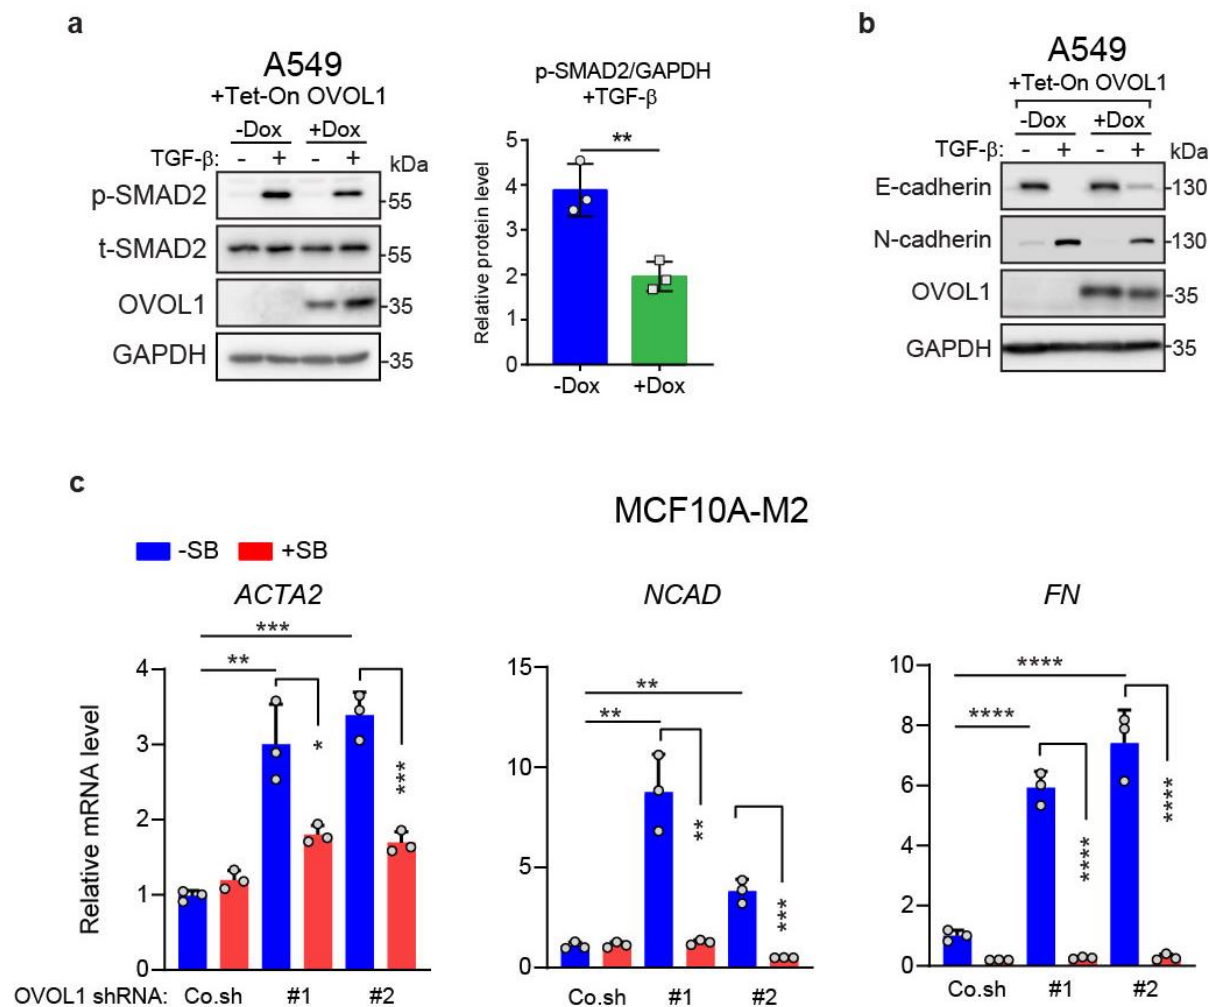 a
A549
+Tet-On OVOL1
-Dox +Dox
TGF-β: - + - + kDa
p-SMAD2 -55
t-SMAD2 -55
OVOL1 -35
GAPDH -35
p-SMAD2/GAPDH
+TGF-β
**
Relative protein level
5
4
3
2
1
0
-Dox +Dox
b
A549
+Tet-On OVOL1
-Dox +Dox
TGF-β: - + - + kDa
E-cadherin -130
N-cadherin -130
OVOL1 -35
GAPDH -35
c
MCF10A-M2
-SB +SB
ACTA2
***
**
*
***
Relative mRNA level
4
3
2
1
0
OVOL1 shRNA: Co.sh #1 #2
NCAD
**
**
**
***
15
10
5
0
Co.sh #1 #2
FN
****
****
****
****
10
8
6
4
2
0
Co.sh #1 #2